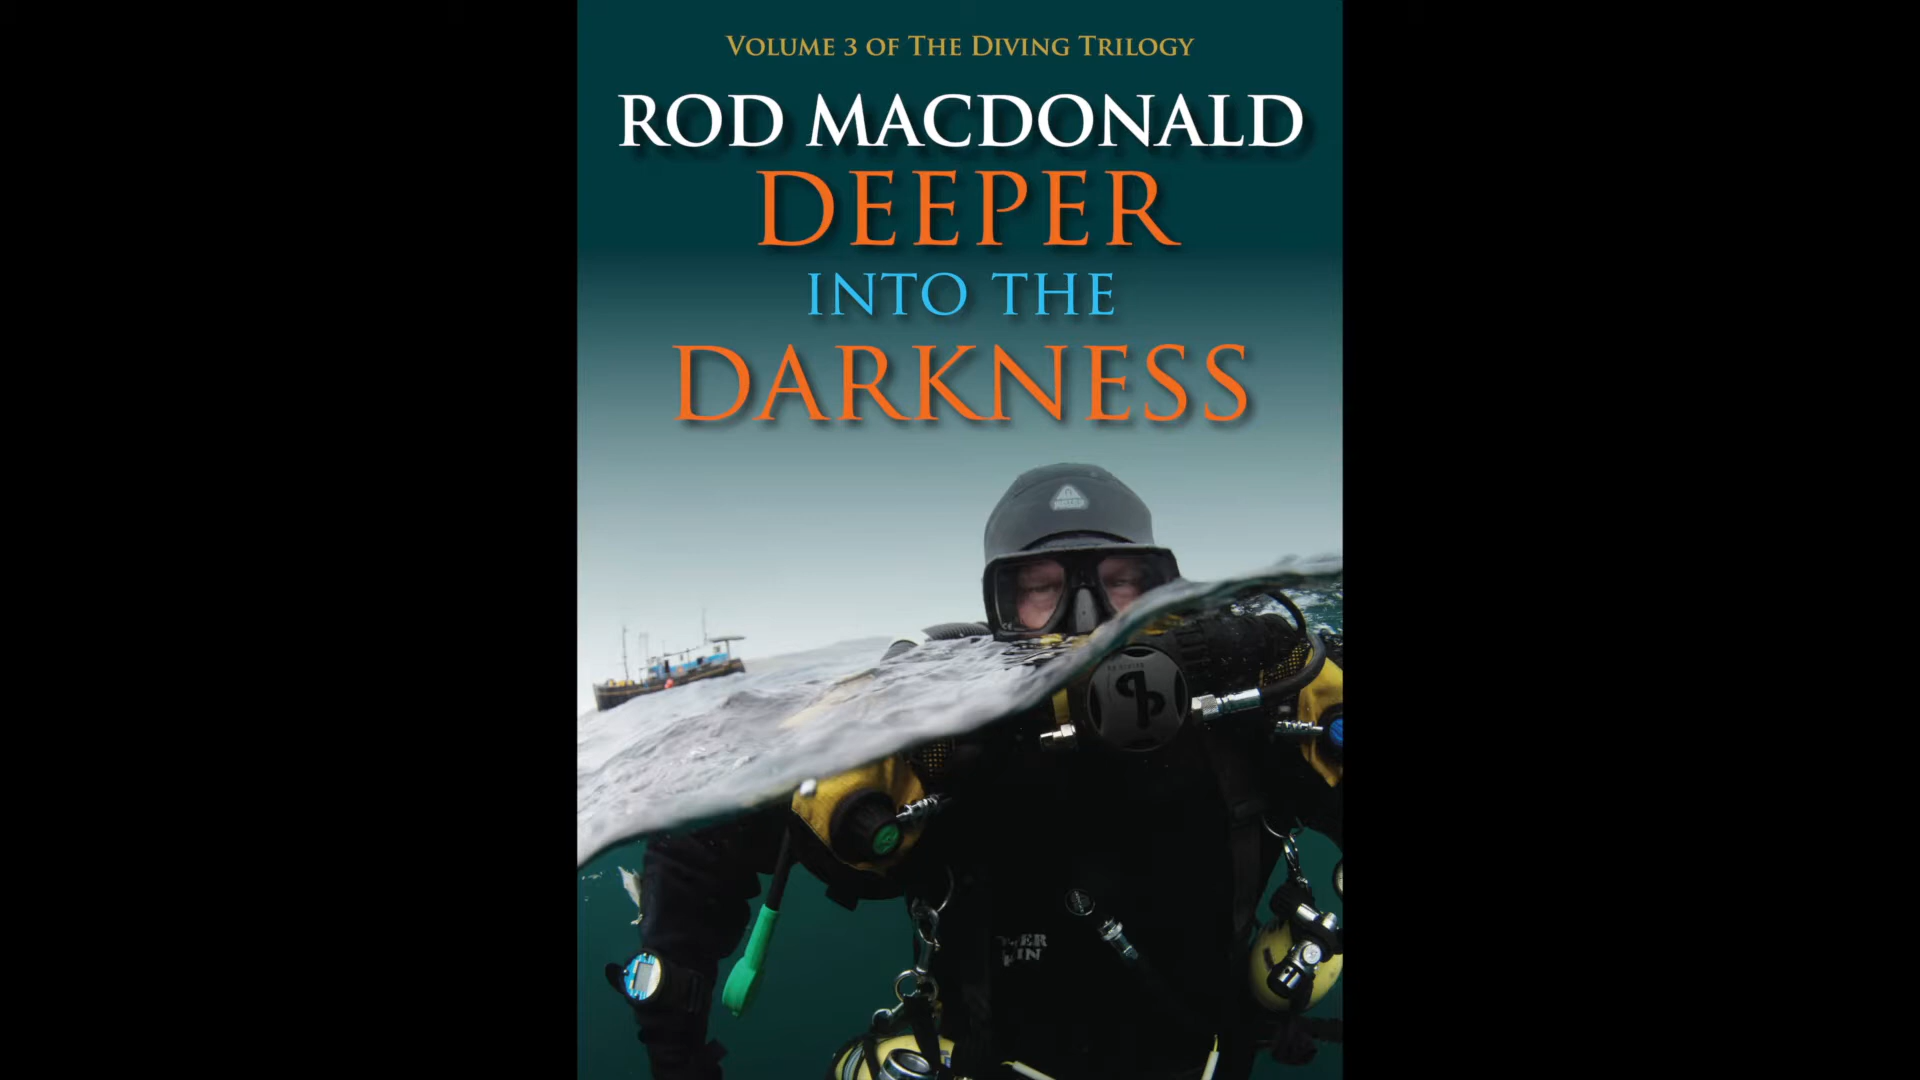 VOLUME 3 OF THE DIVING TRILOGY
ROD MACDONALD
DEEPER
INTO THE
DARKNESS